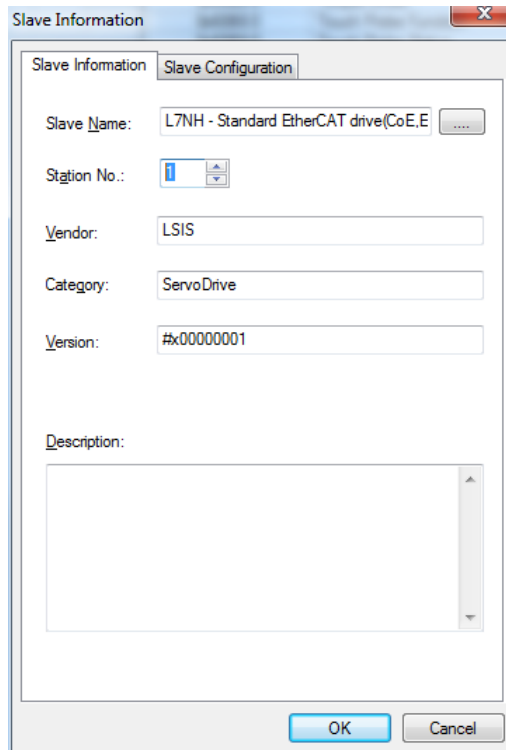 Slave Information
Slave Information Slave Configuration
Slave Name: L7NH - Standard EtherCAT drive(CoE,E ....
Station No.: 1
Vendor: LSIS
Category: ServoDrive
Version: #x00000001
Description:
OK Cancel